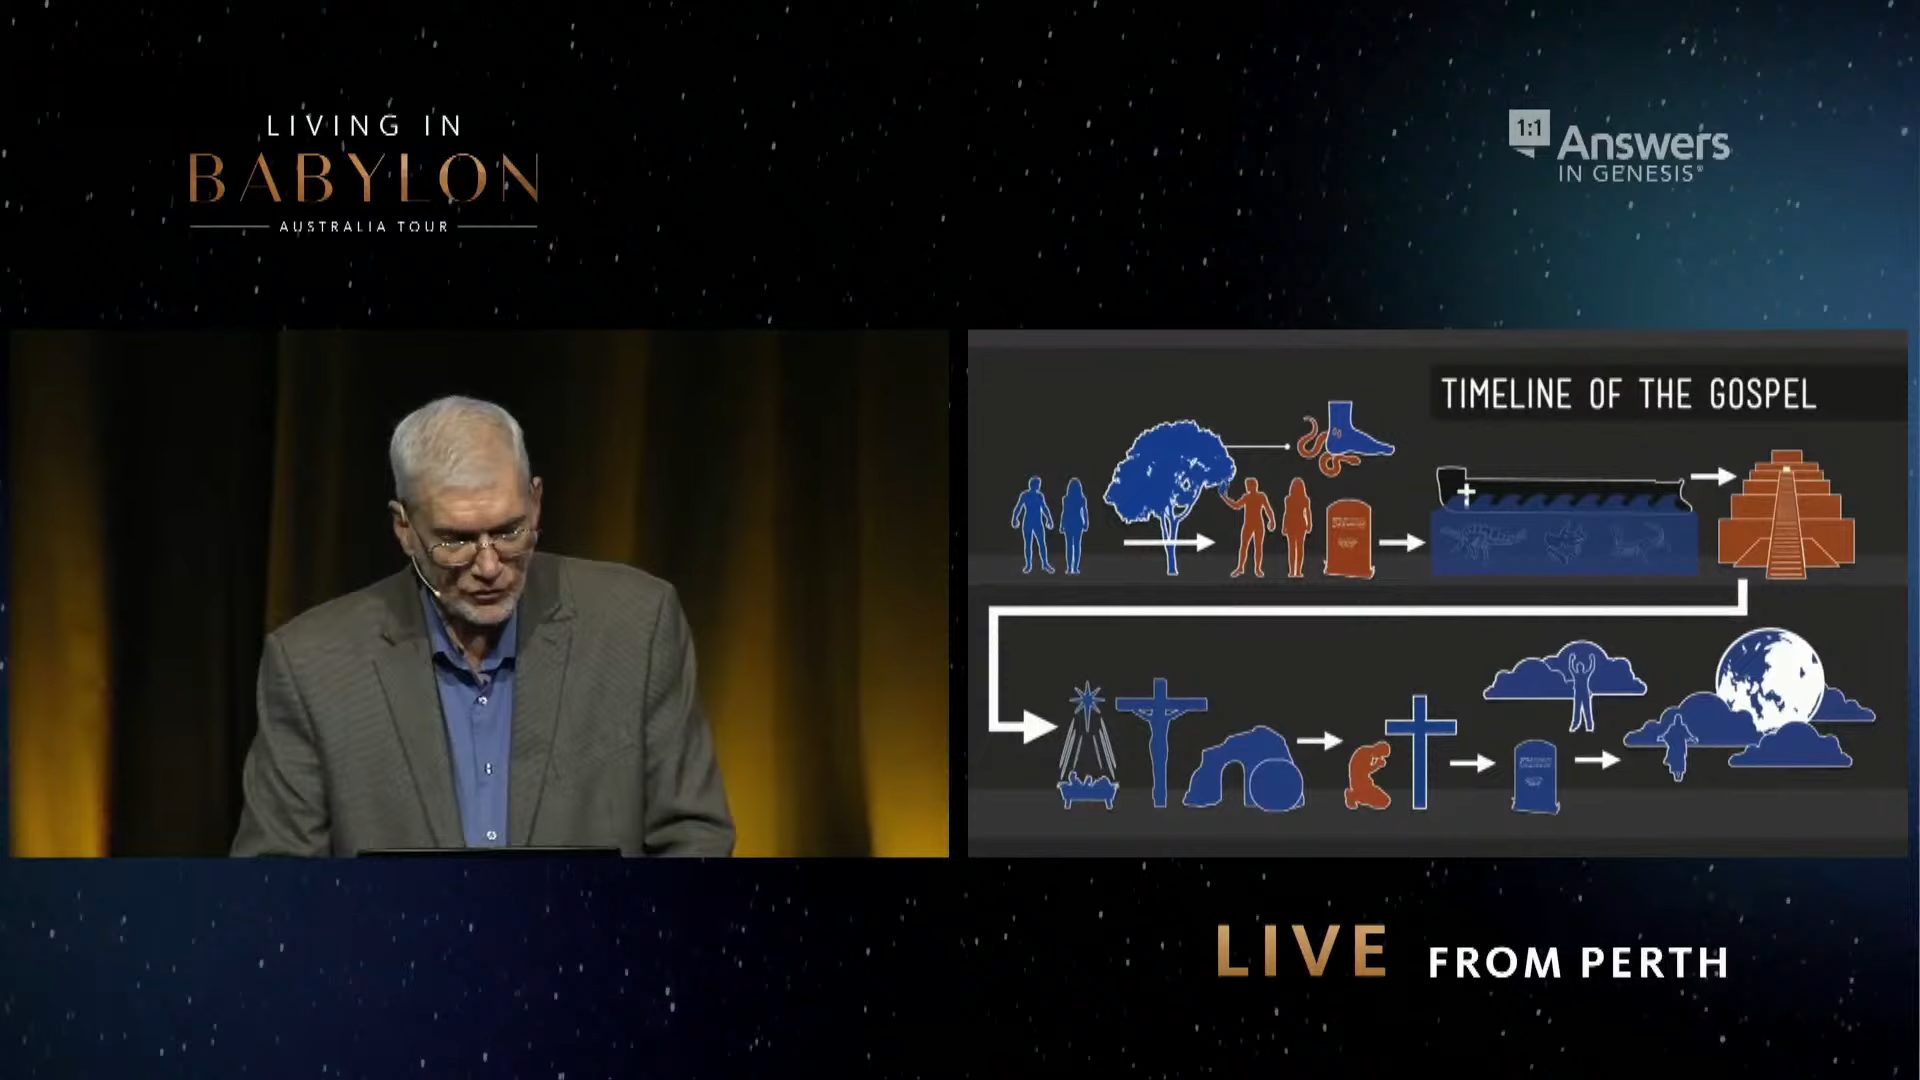 LIVING IN
BABYLON
AUSTRALIA TOUR
1:1
Answers
IN GENESIS®
TIMELINE OF THE GOSPEL
LIVE FROM PERTH